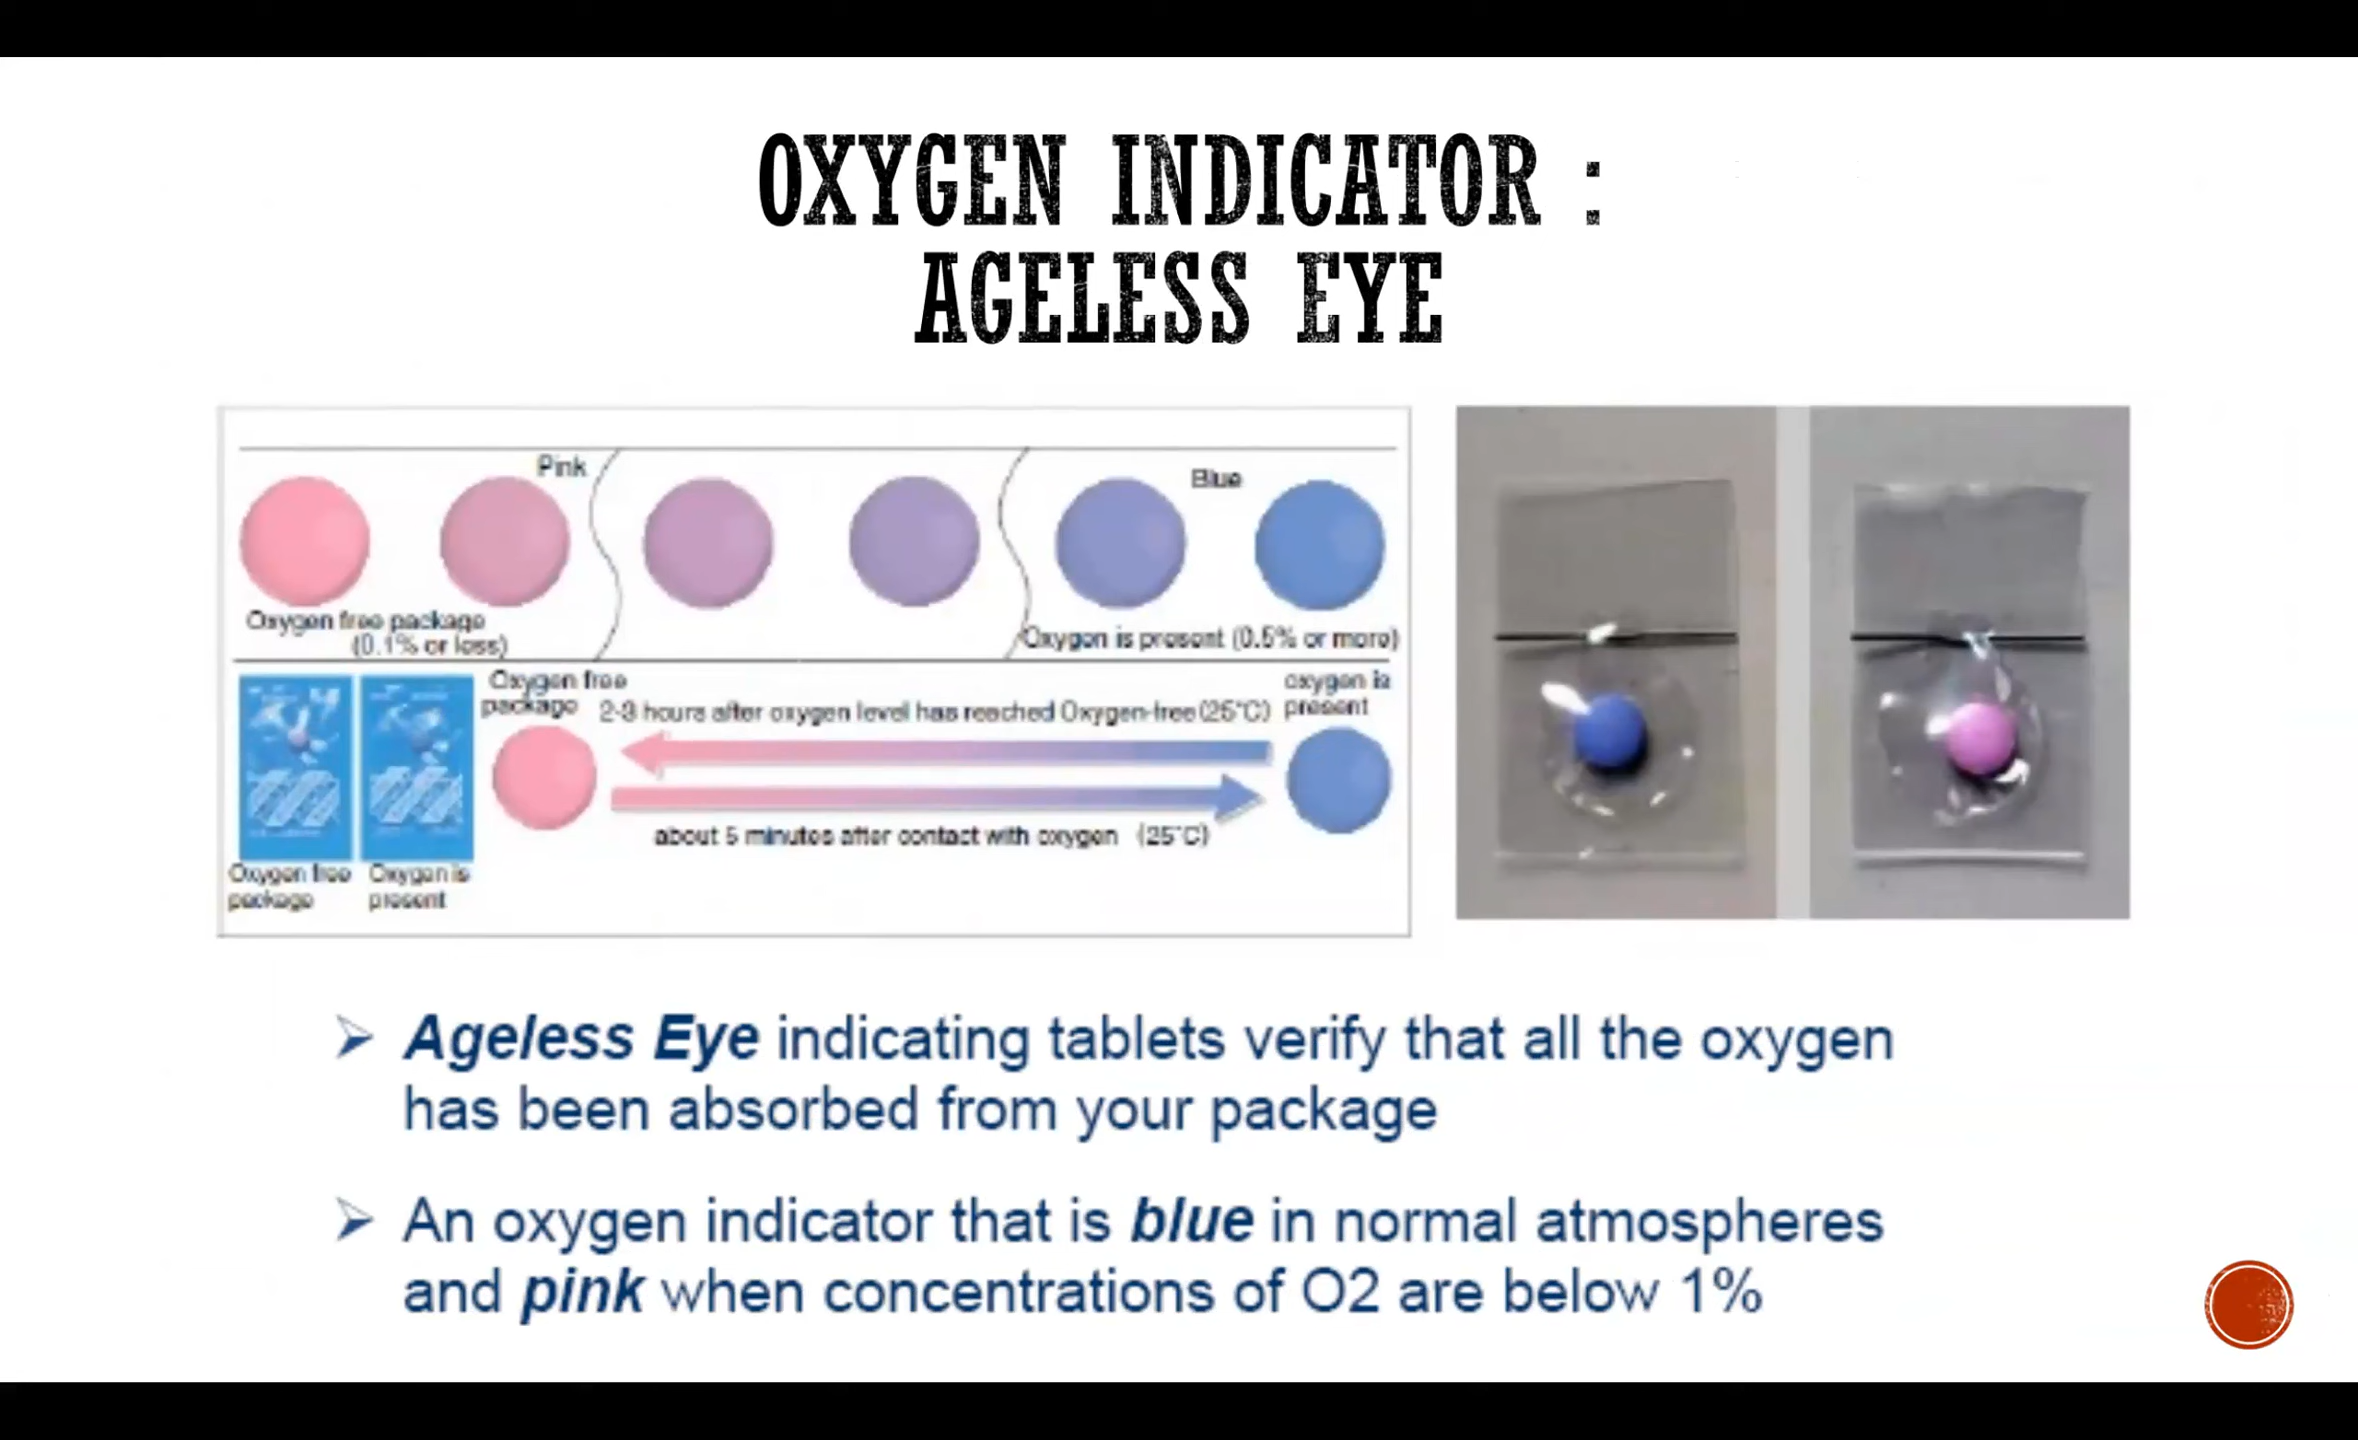 OXYGEN INDICATOR :
AGELESS EYE
Pink
Blue
Oxygen free package
(0.1% or less)
Oxygen is present (0.5% or more)
Oxygen free
package
2-3 hours after oxygen level has reached Oxygen-free (25°C)
oxygen is
present
about 5 minutes after contact with oxygen (25°C)
Oxygen free
package
Oxygen is
present
➢ Ageless Eye indicating tablets verify that all the oxygen
has been absorbed from your package
➢ An oxygen indicator that is blue in normal atmospheres
and pink when concentrations of O2 are below 1%